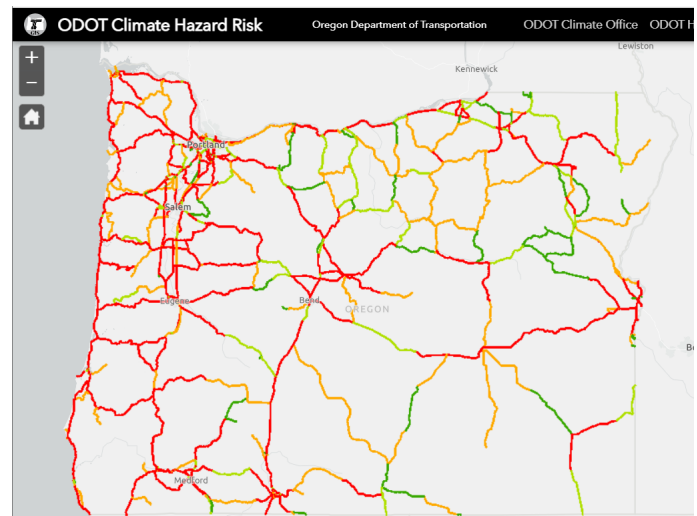 ODOT Climate Hazard Risk
Oregon Department of Transportation
ODOT Climate Office
ODOT H
Lewiston
Kennewick
Portland
Salem
Eugene
Bend
OREGON
Medford